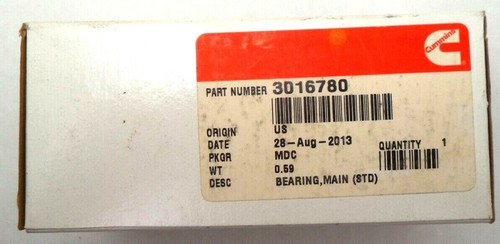 Cummins
PART NUMBER 3016780
ORIGIN US
DATE 28-Aug-2013 QUANTITY 1
PKGR MDC
WT 0.59
DESC BEARING,MAIN (STD)